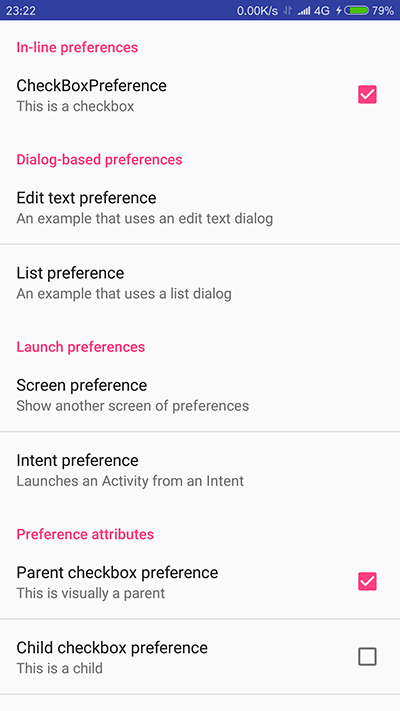 23:22 0.00K/s 4G 79%
In-line preferences
CheckBoxPreference
This is a checkbox
Dialog-based preferences
Edit text preference
An example that uses an edit text dialog
List preference
An example that uses a list dialog
Launch preferences
Screen preference
Show another screen of preferences
Intent preference
Launches an Activity from an Intent
Preference attributes
Parent checkbox preference
This is visually a parent
Child checkbox preference
This is a child